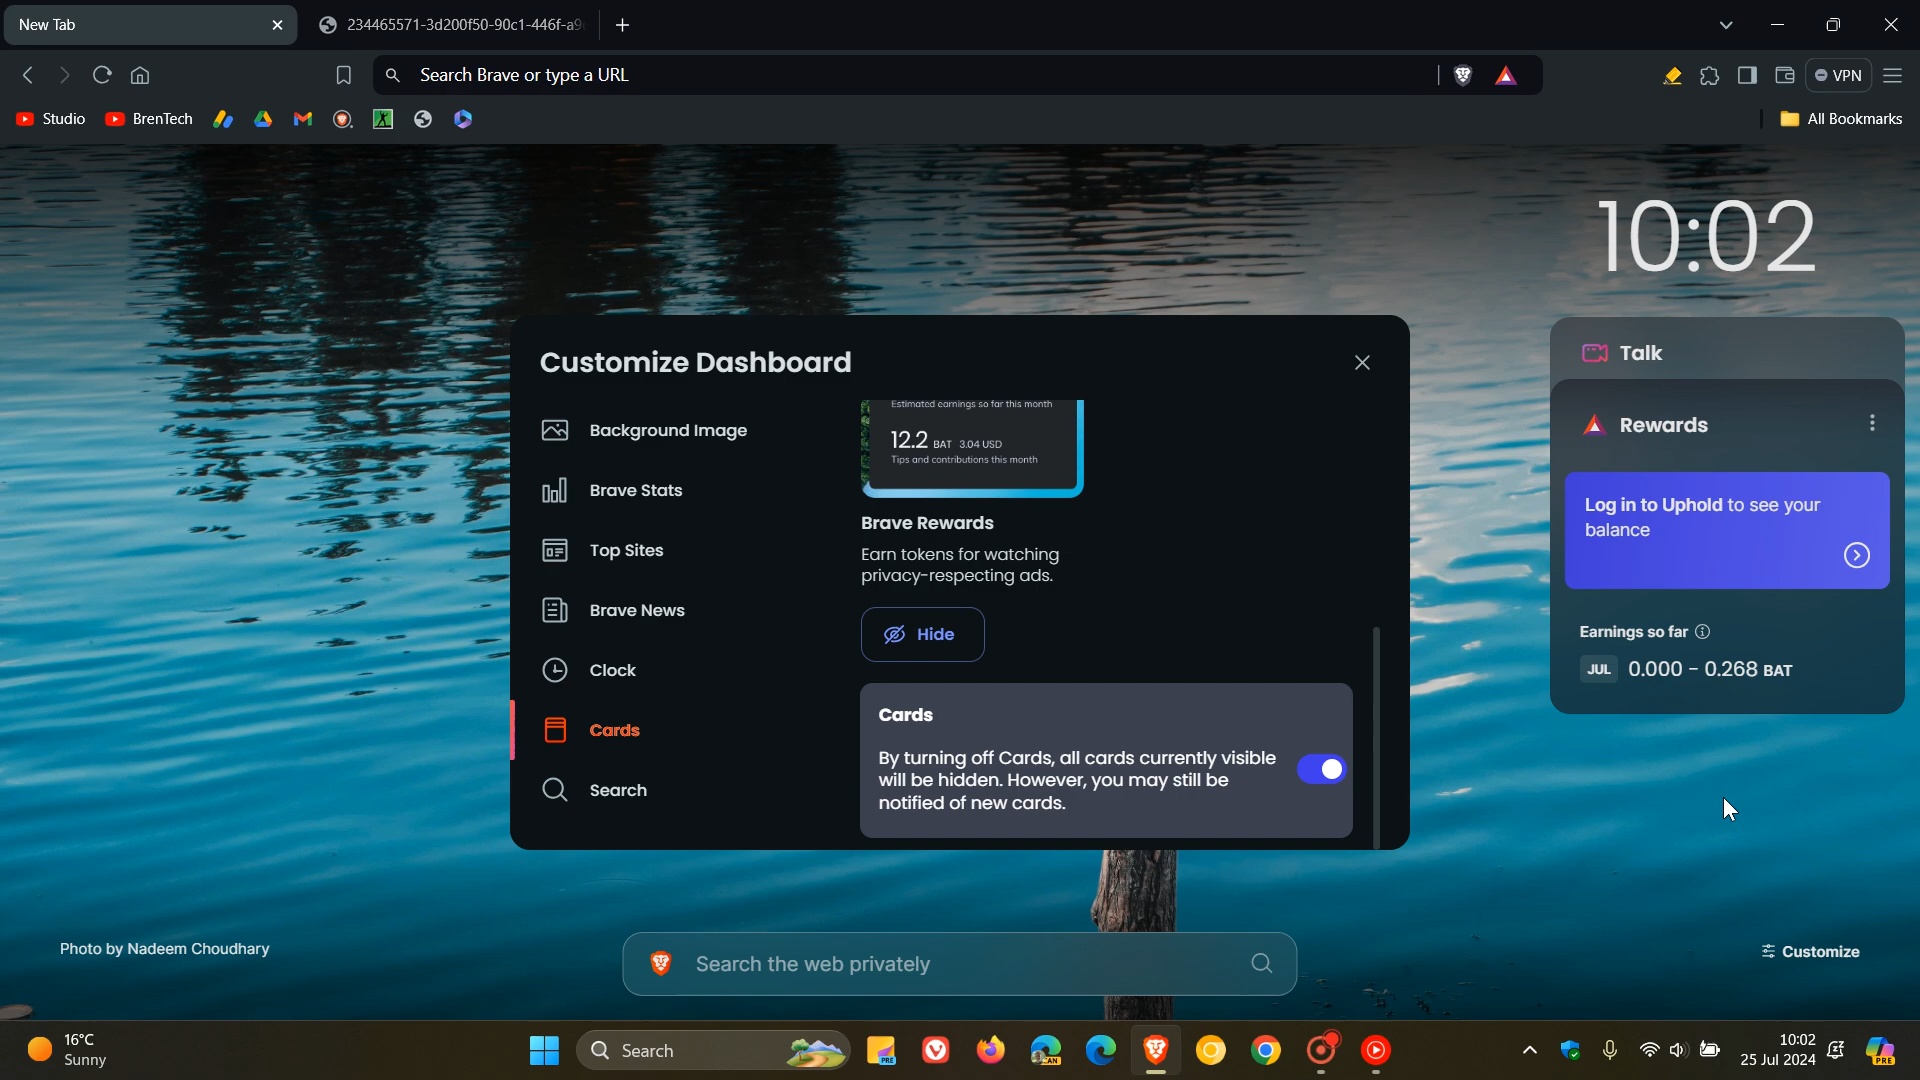 New Tab
234465571-3d200f50-90c1-446f-a9
Search Brave or type a URL
VPN
Studio
BrenTech
All Bookmarks
10:02
Customize Dashboard
Background Image
Brave Stats
Top Sites
Brave News
Clock
Cards
Search
Estimated earnings so far this month
12.2 BAT 3.04 USD
Tips and contributions this month
Brave Rewards
Earn tokens for watching
privacy-respecting ads.
Hide
Cards
By turning off Cards, all cards currently visible
will be hidden. However, you may still be
notified of new cards.
Talk
Rewards
Log in to Uphold to see your
balance
Earnings so far
JUL 0.000 - 0.268 BAT
Photo by Nadeem Choudhary
Search the web privately
Customize
16°C
Sunny
Search
PRE
CAN
10:02
25 Jul 2024
PRE